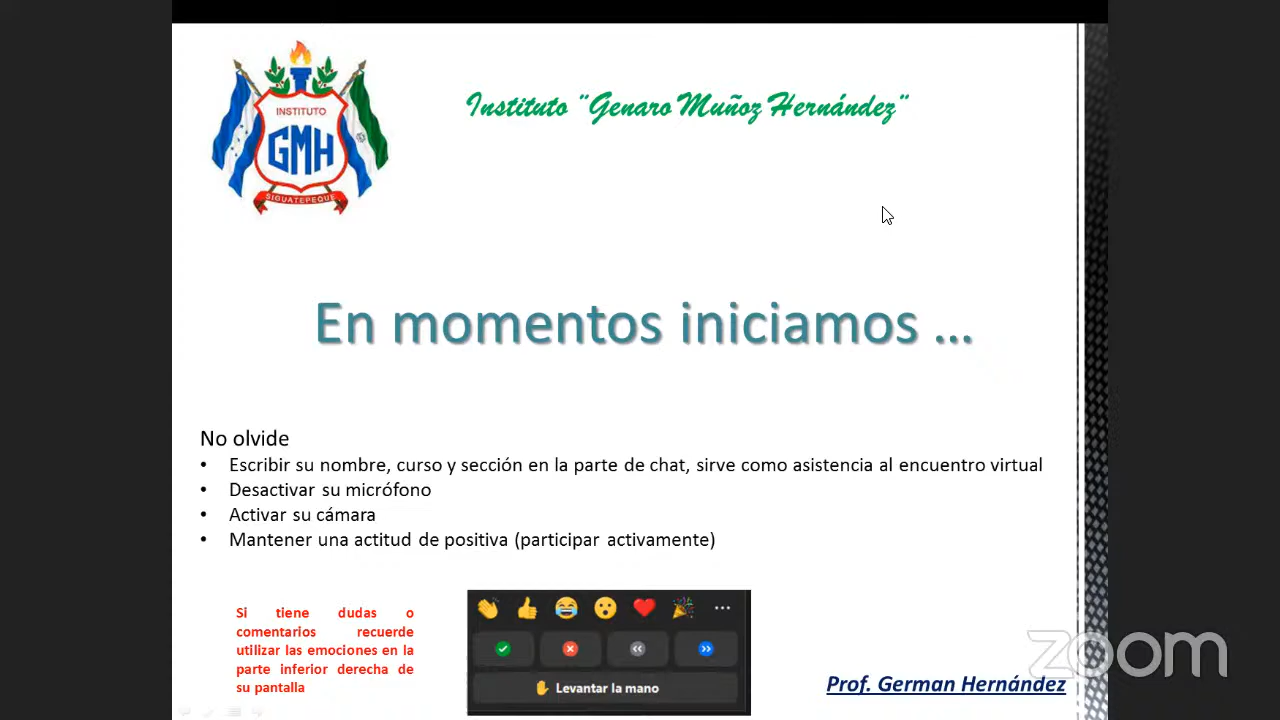 INSTITUTO
GMH
SIGUATEPEQUE
Instituto "Genaro Muñoz Hernández"
En momentos iniciamos ...
No olvide
• Escribir su nombre, curso y sección en la parte de chat, sirve como asistencia al encuentro virtual
• Desactivar su micrófono
• Activar su cámara
• Mantener una actitud de positiva (participar activamente)
Si tiene dudas o
comentarios recuerde
utilizar las emociones en la
parte inferior derecha de
su pantalla
Levantar la mano
Prof. German Hernández
zoom